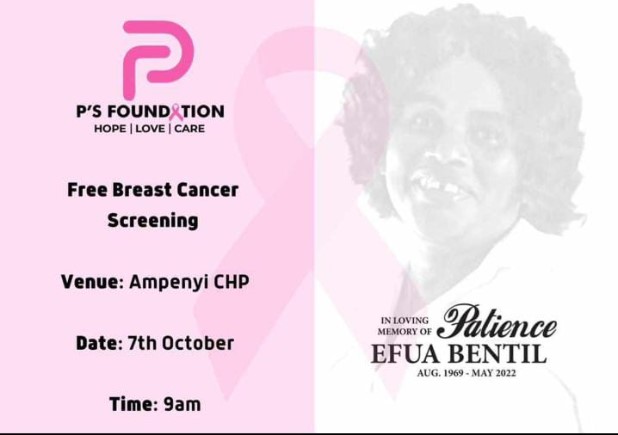 P'S FOUNDATION
HOPE | LOVE | CARE
Free Breast Cancer
Screening
Venue: Ampenyi CHP
Date: 7th October
Time: 9am
IN LOVING
MEMORY OF Patience
EFUA BENTIL
AUG. 1969 - MAY 2022